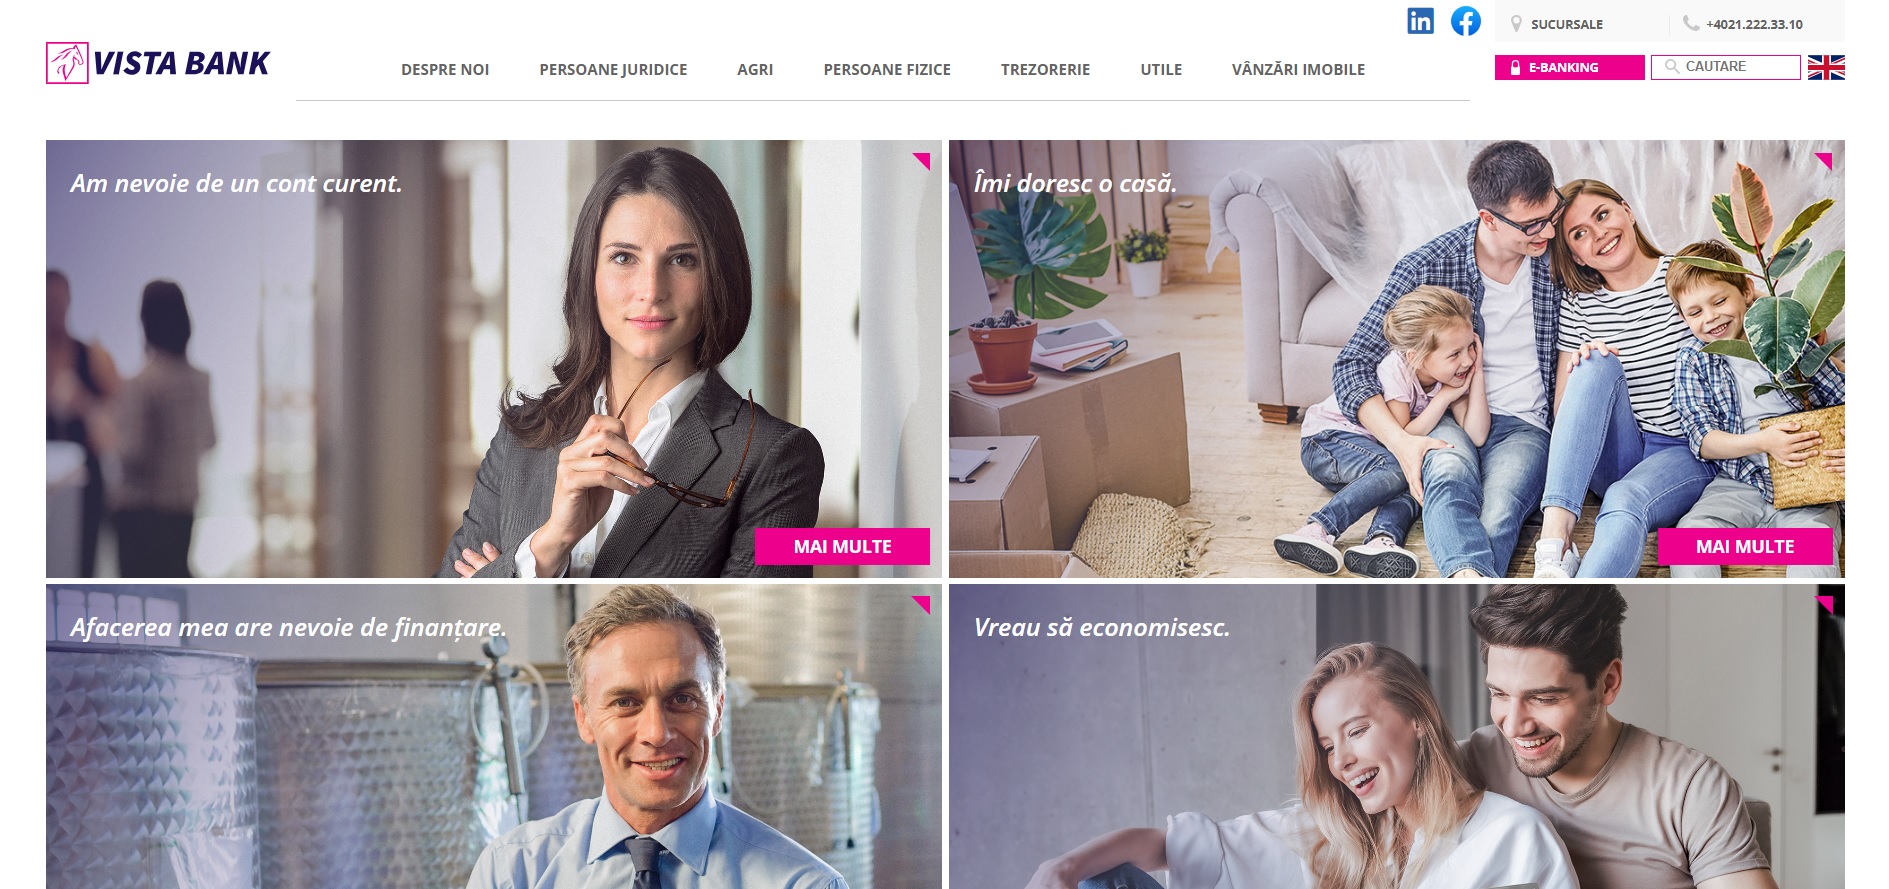 in
f
SUCURSALE
+4021.222.33.10
VISTA BANK
DESPRE NOI
PERSOANE JURIDICE
AGRI
PERSOANE FIZICE
TREZORERIE
UTILE
VÂNZĂRI IMOBILE
E-BANKING
CAUTARE
Am nevoie de un cont curent.
MAI MULTE
Îmi doresc o casă.
MAI MULTE
Afacerea mea are nevoie de finanțare.
Vreau să economisesc.